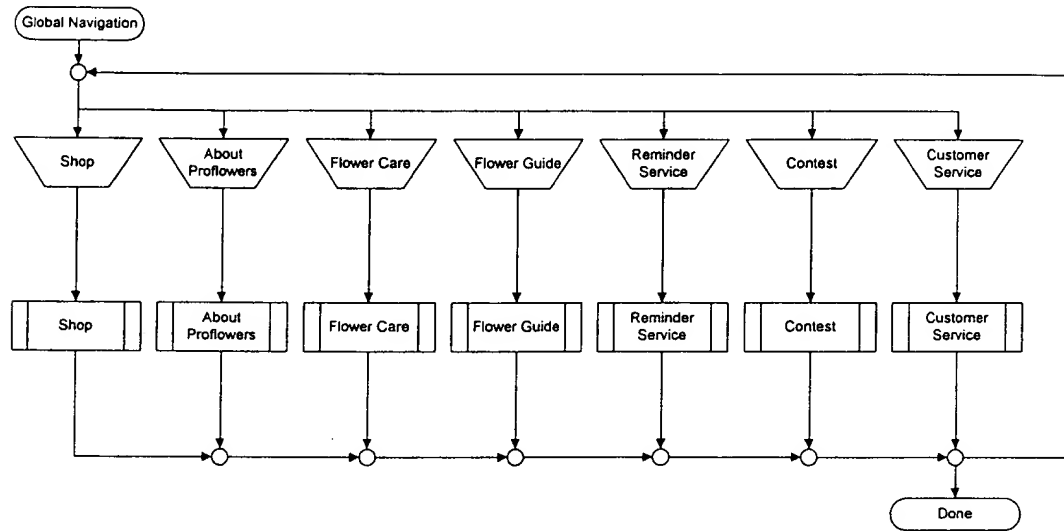 Global Navigation
Shop
About
Proflowers
Flower Care
Flower Guide
Reminder
Service
Contest
Customer
Service
Shop
About
Proflowers
Flower Care
Flower Guide
Reminder
Service
Contest
Customer
Service
Done